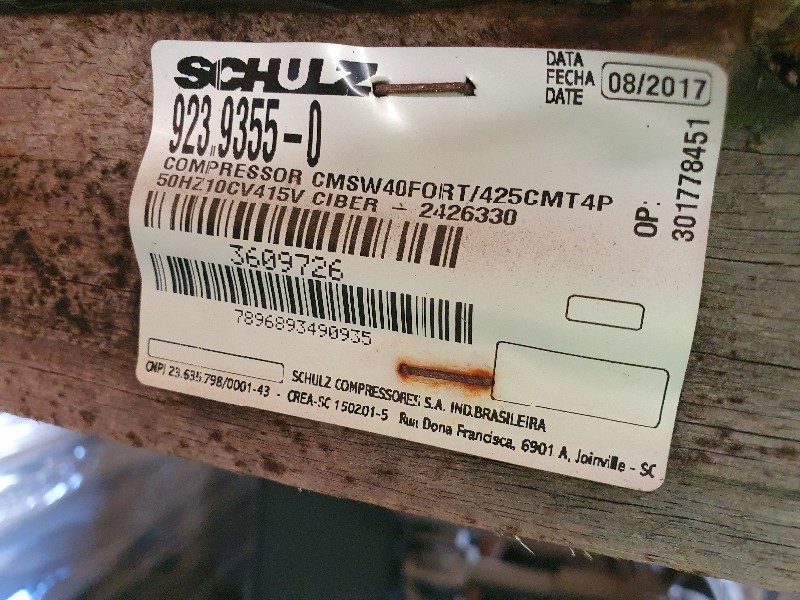 SCHULZ
DATA
FECHA
DATE
08/2017
923.9355-0
COMPRESSOR CMSW40FORT/425CMT4P
50HZ10CV415V CIBER - 2426330
OP.:
301778451
3609726
7896893490935
CNPJ 23.635.798/0001-43 - CREA-SC 150201-5
SCHULZ COMPRESSORES S.A. IND.BRASILEIRA
Rua Dona Francisca, 6901 A, Joinville - SC